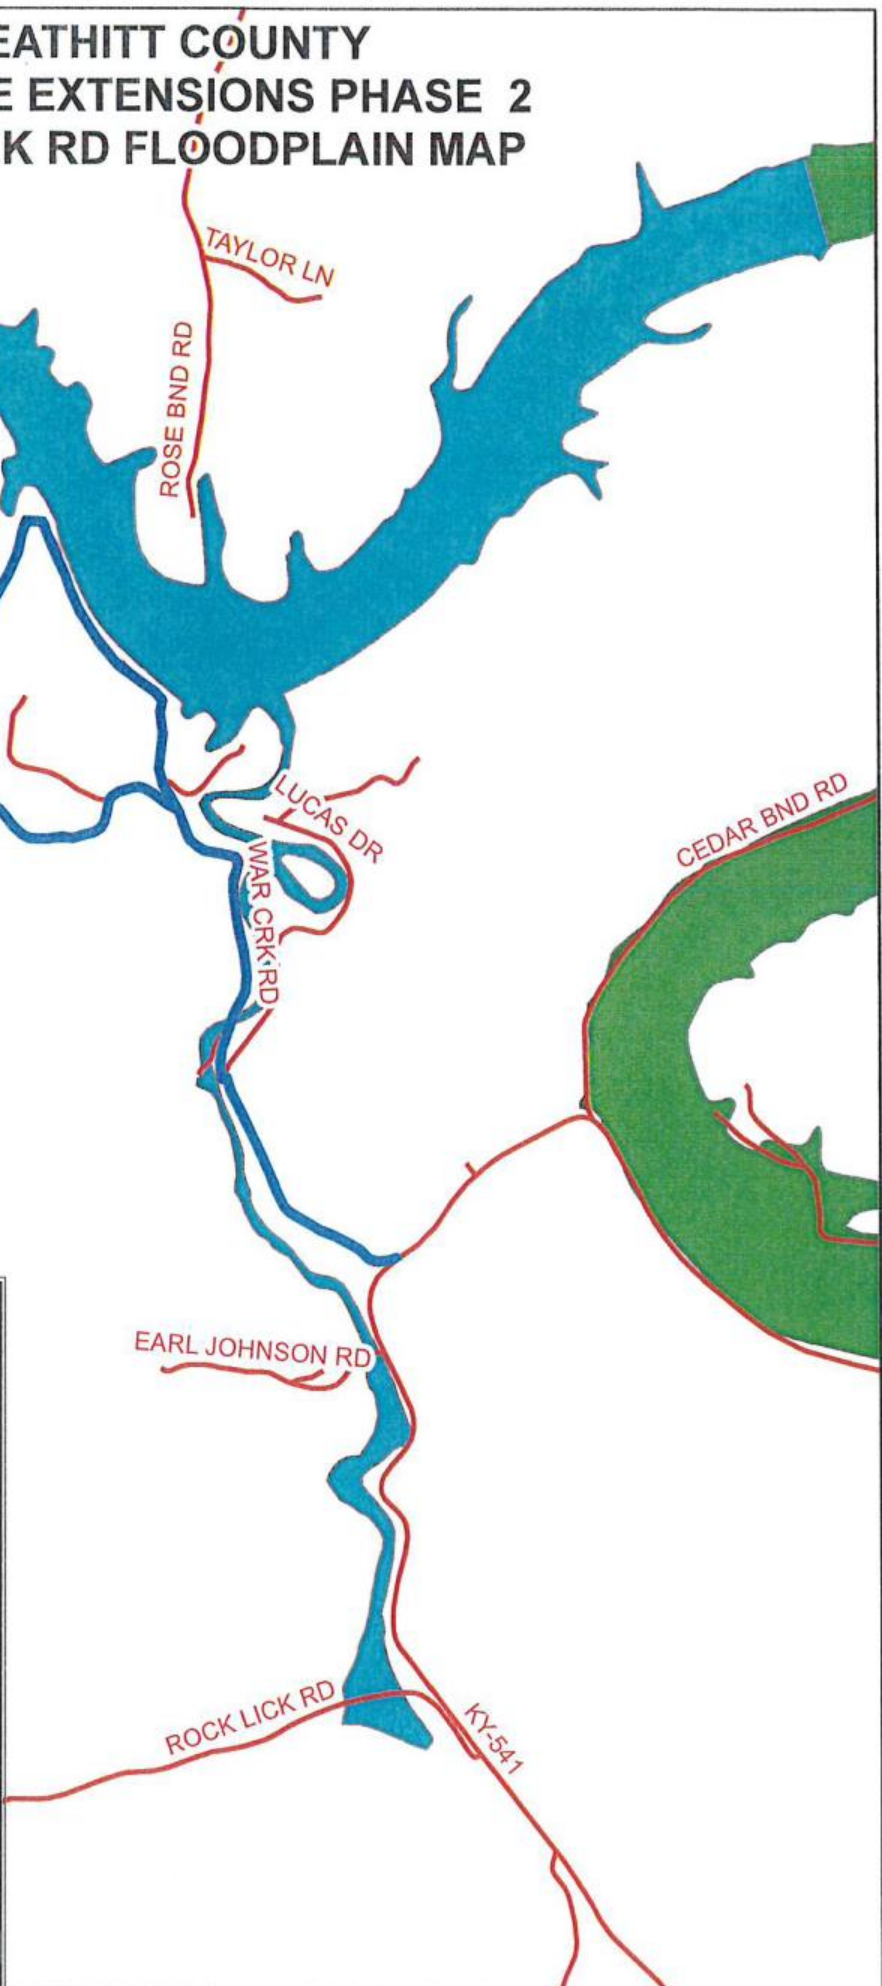 EATHITT COUNTY
E EXTENSIONS PHASE 2
K RD FLOODPLAIN MAP
TAYLOR LN
ROSE BND RD
LUCAS DR
CEDAR BND RD
WAR CRK RD
EARL JOHNSON RD
ROCK LICK RD
KY-541